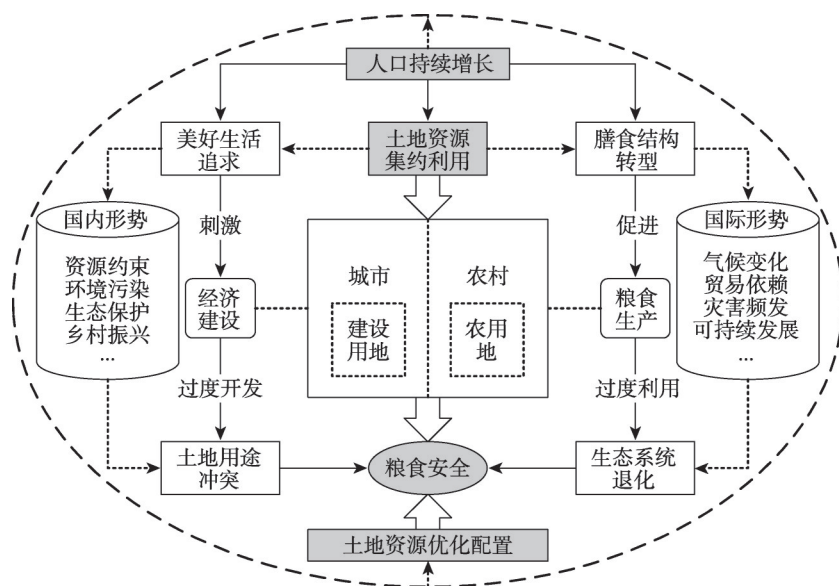 人口持续增长
美好生活
追求
土地资源
集约利用
膳食结构
转型
国内形势
资源约束
环境污染
生态保护
乡村振兴
...
刺激
经济
建设
过度开发
土地用途
冲突
城市
建设
用地
农村
农用
地
促进
粮食
生产
过度利用
生态系统
退化
国际形势
气候变化
贸易依赖
灾害频发
可持续发展
...
粮食安全
土地资源优化配置